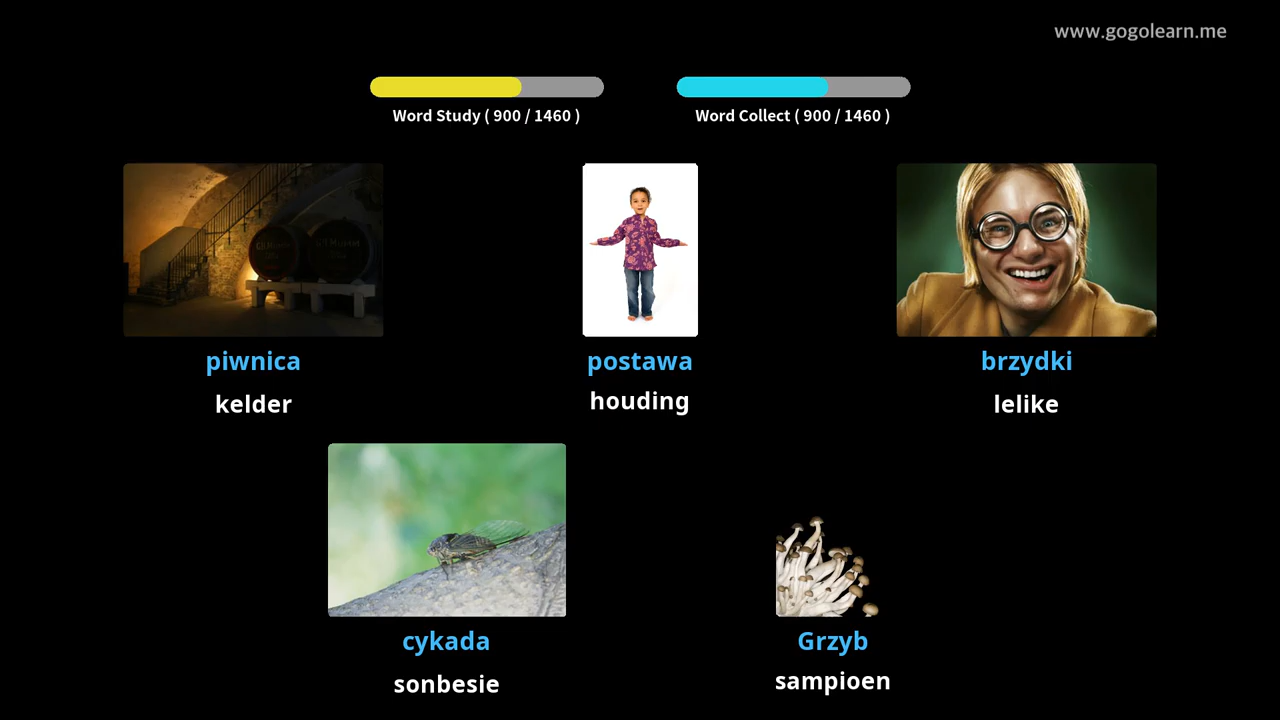 www.gogolearn.me
Word Study ( 900 / 1460 )
Word Collect ( 900 / 1460 )
piwnica
postawa
brzydki
kelder
houding
lelike
cykada
Grzyb
sonbesie
sampioen